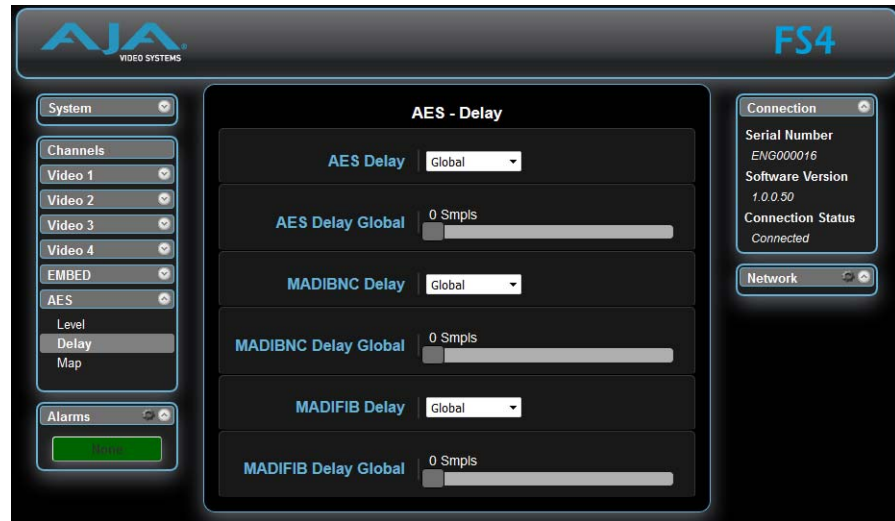 AJA
VIDEO SYSTEMS
FS4
System
Channels
Video 1
Video 2
Video 3
Video 4
EMBED
AES
Level
Delay
Map
Alarms
None
AES - Delay
AES Delay
Global
AES Delay Global
0 Smpls
MADIBNC Delay
Global
MADIBNC Delay Global
0 Smpls
MADIFIB Delay
Global
MADIFIB Delay Global
0 Smpls
Connection
Serial Number
ENG000016
Software Version
1.0.0.50
Connection Status
Connected
Network